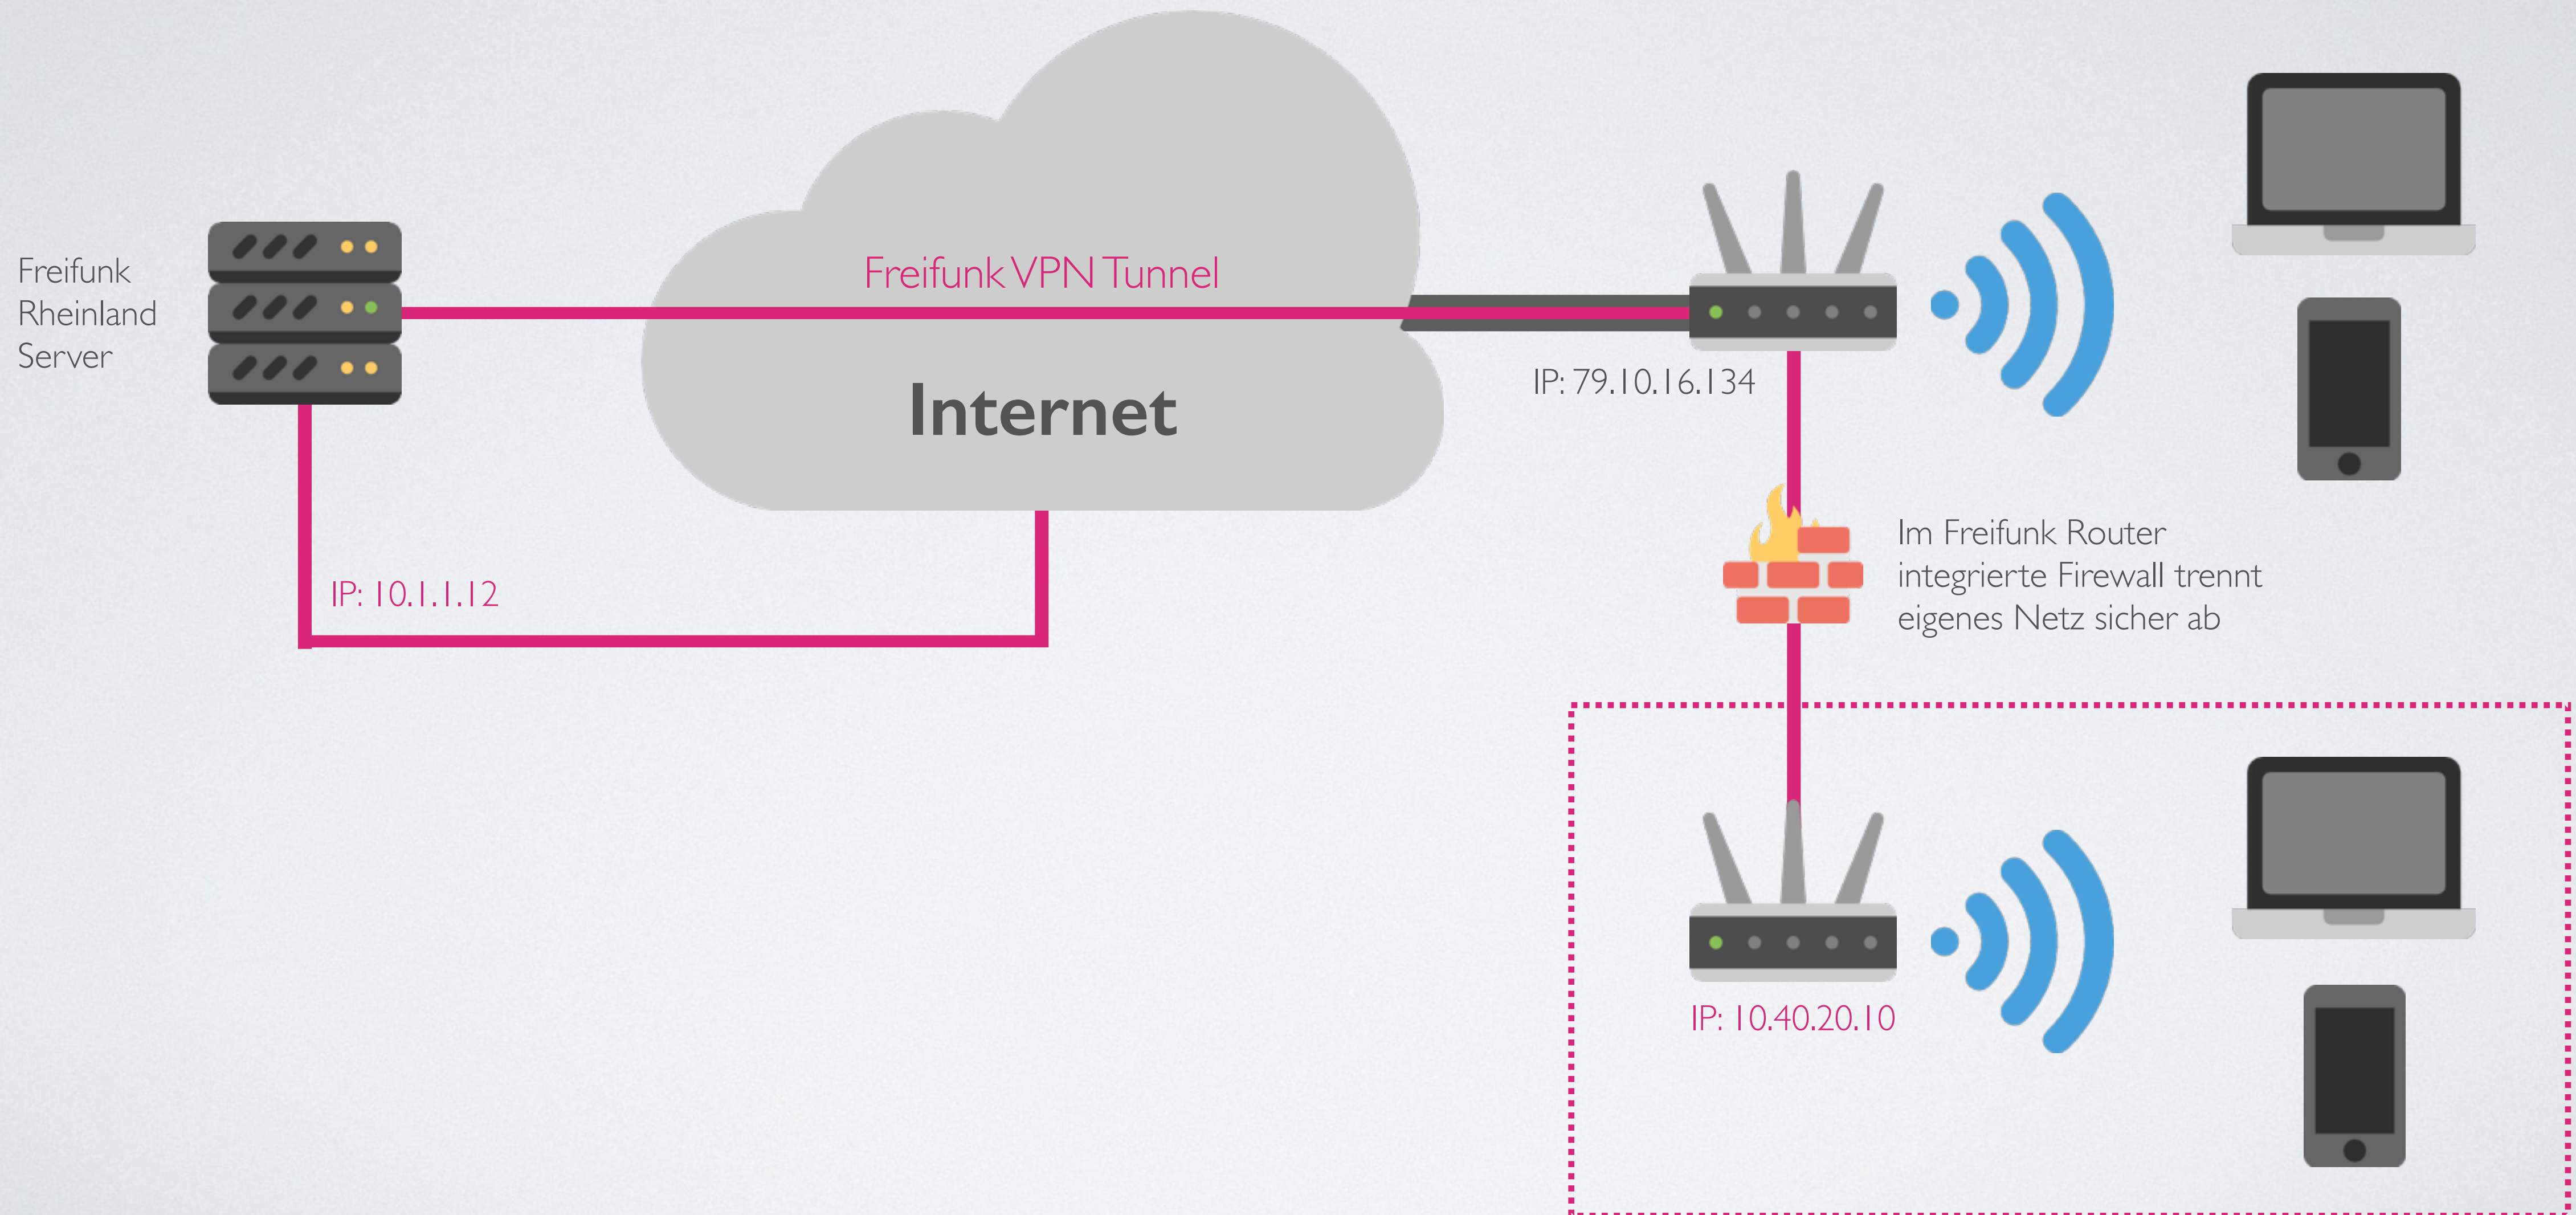 Freifunk
Rheinland
Server
Freifunk VPN Tunnel
Internet
IP: 79.10.16.134
IP: 10.1.1.12
Im Freifunk Router
integrierte Firewall trennt
eigenes Netz sicher ab
IP: 10.40.20.10